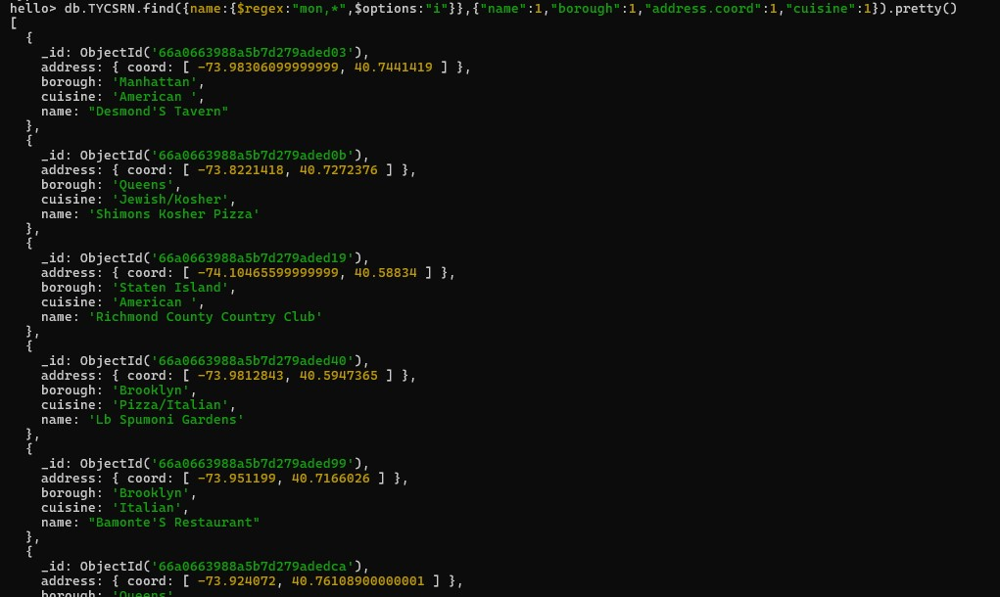 hello> db.TYCSRN.find({name:{$regex:"mon,*",$options:"i"}},{"name":1,"borough":1,"address.coord":1,"cuisine":1}).pretty()
[
  {
    _id: ObjectId('66a0663988a5b7d279aded03'),
    address: { coord: [ -73.98306099999999, 40.7441419 ] },
    borough: 'Manhattan',
    cuisine: 'American ',
    name: "Desmond'S Tavern"
  },
  {
    _id: ObjectId('66a0663988a5b7d279aded0b'),
    address: { coord: [ -73.8221418, 40.7272376 ] },
    borough: 'Queens',
    cuisine: 'Jewish/Kosher',
    name: 'Shimons Kosher Pizza'
  },
  {
    _id: ObjectId('66a0663988a5b7d279aded19'),
    address: { coord: [ -74.10465599999999, 40.58834 ] },
    borough: 'Staten Island',
    cuisine: 'American ',
    name: 'Richmond County Country Club'
  },
  {
    _id: ObjectId('66a0663988a5b7d279aded40'),
    address: { coord: [ -73.9812843, 40.5947365 ] },
    borough: 'Brooklyn',
    cuisine: 'Pizza/Italian',
    name: 'Lb Spumoni Gardens'
  },
  {
    _id: ObjectId('66a0663988a5b7d279aded99'),
    address: { coord: [ -73.951199, 40.7166026 ] },
    borough: 'Brooklyn',
    cuisine: 'Italian',
    name: "Bamonte'S Restaurant"
  },
  {
    _id: ObjectId('66a0663988a5b7d279adedca'),
    address: { coord: [ -73.924072, 40.76108900000001 ] },
    borough: 'Queens'